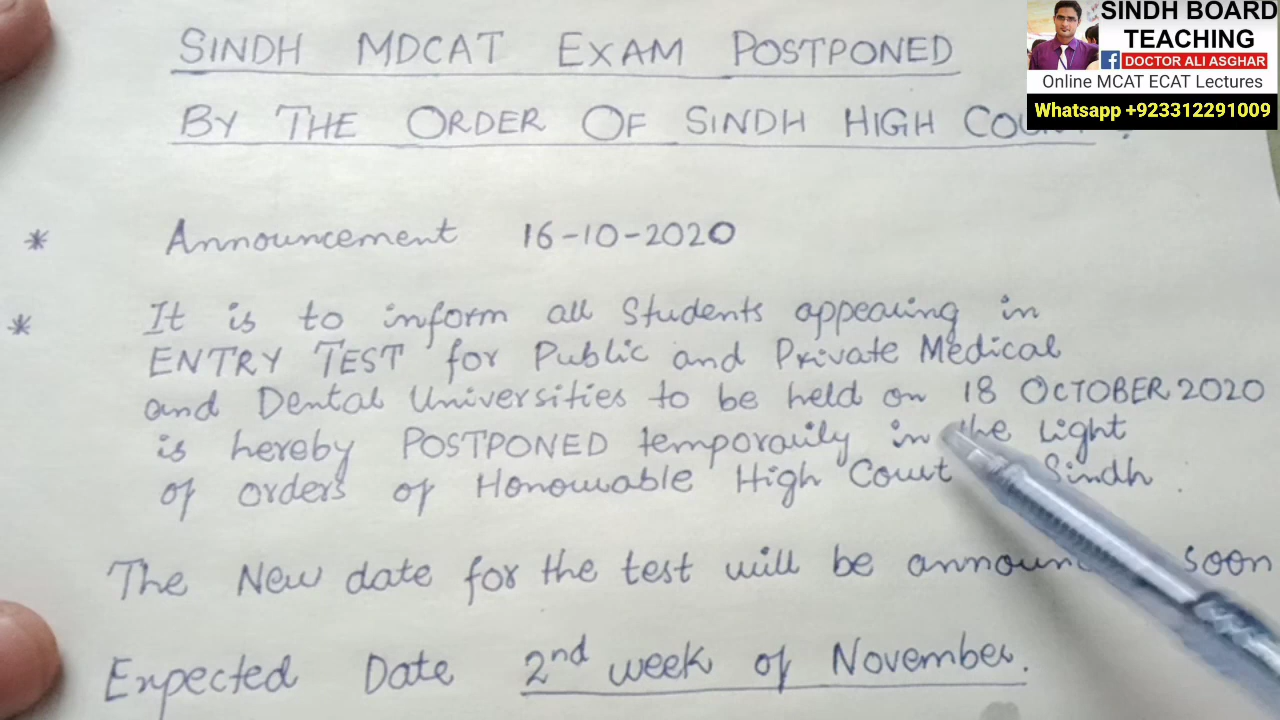 SINDH MDCAT EXAM POSTPONED
BY THE ORDER OF SINDH HIGH
SINDH BOARD
TEACHING
f DOCTOR ALI ASGHAR
Online MCAT ECAT Lectures
Whatsapp +923312291009
* Announcement 16-10-2020
* It is to inform all Students appearing in
ENTRY TEST for Public and Private Medical
and Dental Universities to be held on 18 OCTOBER 2020
is hereby POSTPONED temporarily in the Light
of orders of Honourable High Court Sindh.
The New date for the test will be soon
Expected Date 2nd week of November.